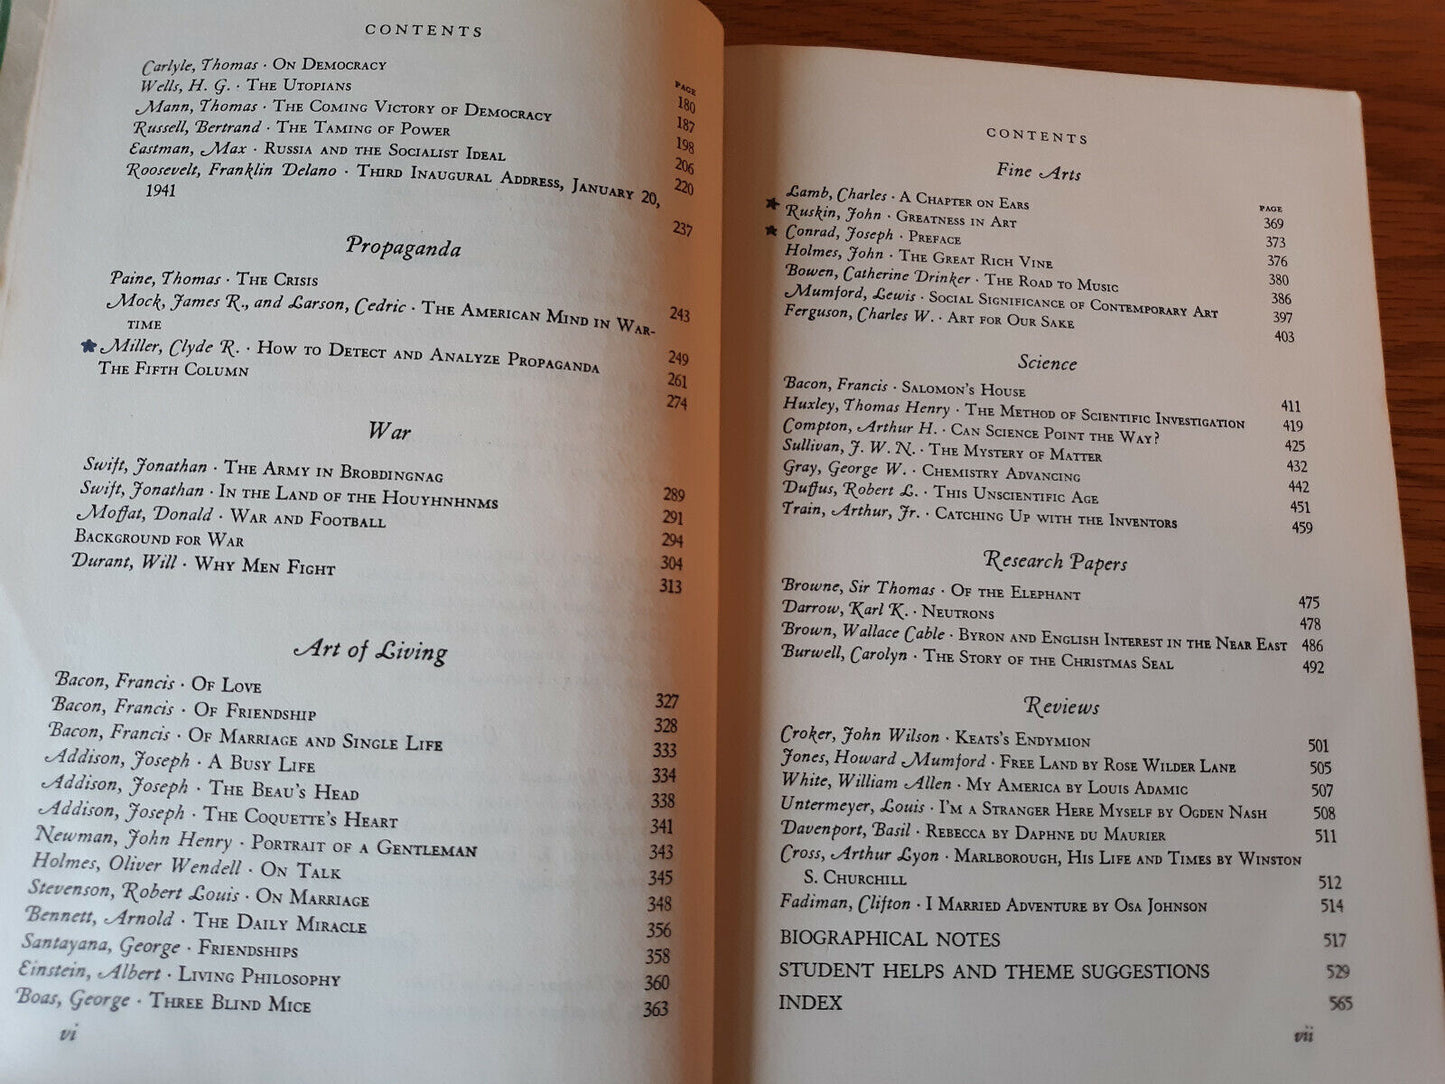 CONTENTS
PAGE
Carlyle, Thomas · On Democracy 180
Wells, H. G. · The Utopians 187
Mann, Thomas · The Coming Victory of Democracy 198
Russell, Bertrand · The Taming of Power 206
Eastman, Max · Russia and the Socialist Ideal 220
Roosevelt, Franklin Delano · Third Inaugural Address, January 20,
1941 237
Propaganda
Paine, Thomas · The Crisis 243
Mock, James R., and Larson, Cedric · The American Mind in War-
time 249
Miller, Clyde R. · How to Detect and Analyze Propaganda 261
The Fifth Column 274
War
Swift, Jonathan · The Army in Brobdingnag 289
Swift, Jonathan · In the Land of the Houyhnhnms 291
Moffat, Donald · War and Football 294
Background for War 304
Durant, Will · Why Men Fight 313
Art of Living
Bacon, Francis · Of Love 327
Bacon, Francis · Of Friendship 328
Bacon, Francis · Of Marriage and Single Life 333
Addison, Joseph · A Busy Life 334
Addison, Joseph · The Beau's Head 338
Addison, Joseph · The Coquette's Heart 341
Newman, John Henry · Portrait of a Gentleman 343
Holmes, Oliver Wendell · On Talk 345
Stevenson, Robert Louis · On Marriage 348
Bennett, Arnold · The Daily Miracle 356
Santayana, George · Friendships 358
Einstein, Albert · Living Philosophy 360
Boas, George · Three Blind Mice 363
vi
CONTENTS
Fine Arts
PAGE
Lamb, Charles · A Chapter on Ears 369
Ruskin, John · Greatness in Art 373
Conrad, Joseph · Preface 376
Holmes, John · The Great Rich Vine 380
Bowen, Catherine Drinker · The Road to Music 386
Mumford, Lewis · Social Significance of Contemporary Art 397
Ferguson, Charles W. · Art for Our Sake 403
Science
Bacon, Francis · Salomon's House 411
Huxley, Thomas Henry · The Method of Scientific Investigation 419
Compton, Arthur H. · Can Science Point the Way? 425
Sullivan, J. W. N. · The Mystery of Matter 432
Gray, George W. · Chemistry Advancing 442
Duffus, Robert L. · This Unscientific Age 451
Train, Arthur, Jr. · Catching Up with the Inventors 459
Research Papers
Browne, Sir Thomas · Of the Elephant 475
Darrow, Karl K. · Neutrons 478
Brown, Wallace Cable · Byron and English Interest in the Near East 486
Burwell, Carolyn · The Story of the Christmas Seal 492
Reviews
Croker, John Wilson · Keats's Endymion 501
Jones, Howard Mumford · Free Land by Rose Wilder Lane 505
White, William Allen · My America by Louis Adamic 507
Untermeyer, Louis · I'm a Stranger Here Myself by Ogden Nash 508
Davenport, Basil · Rebecca by Daphne du Maurier 511
Cross, Arthur Lyon · Marlborough, His Life and Times by Winston
S. Churchill 512
Fadiman, Clifton · I Married Adventure by Osa Johnson 514
BIOGRAPHICAL NOTES 517
STUDENT HELPS AND THEME SUGGESTIONS 529
INDEX 565
vii